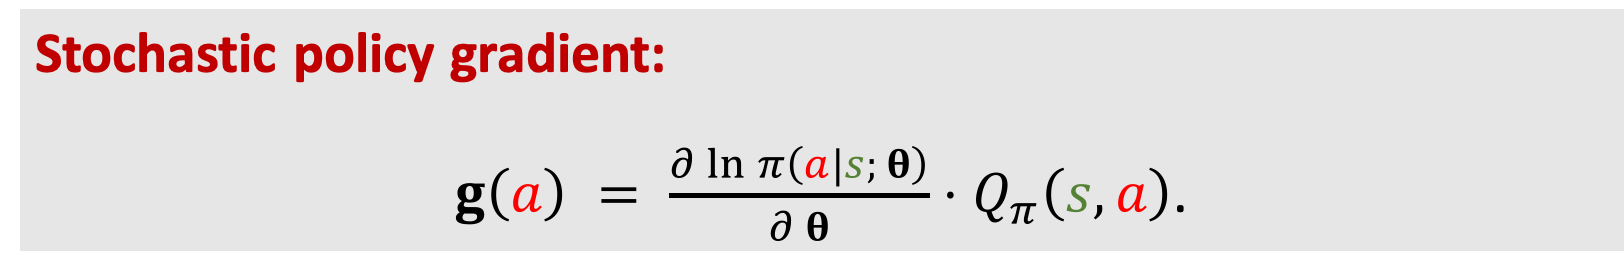 Stochastic policy gradient:
𝐠(𝑎) = ∂ ln 𝜋(𝑎|𝑠; 𝛉) / ∂ 𝛉 · 𝑄_𝜋(𝑠, 𝑎).